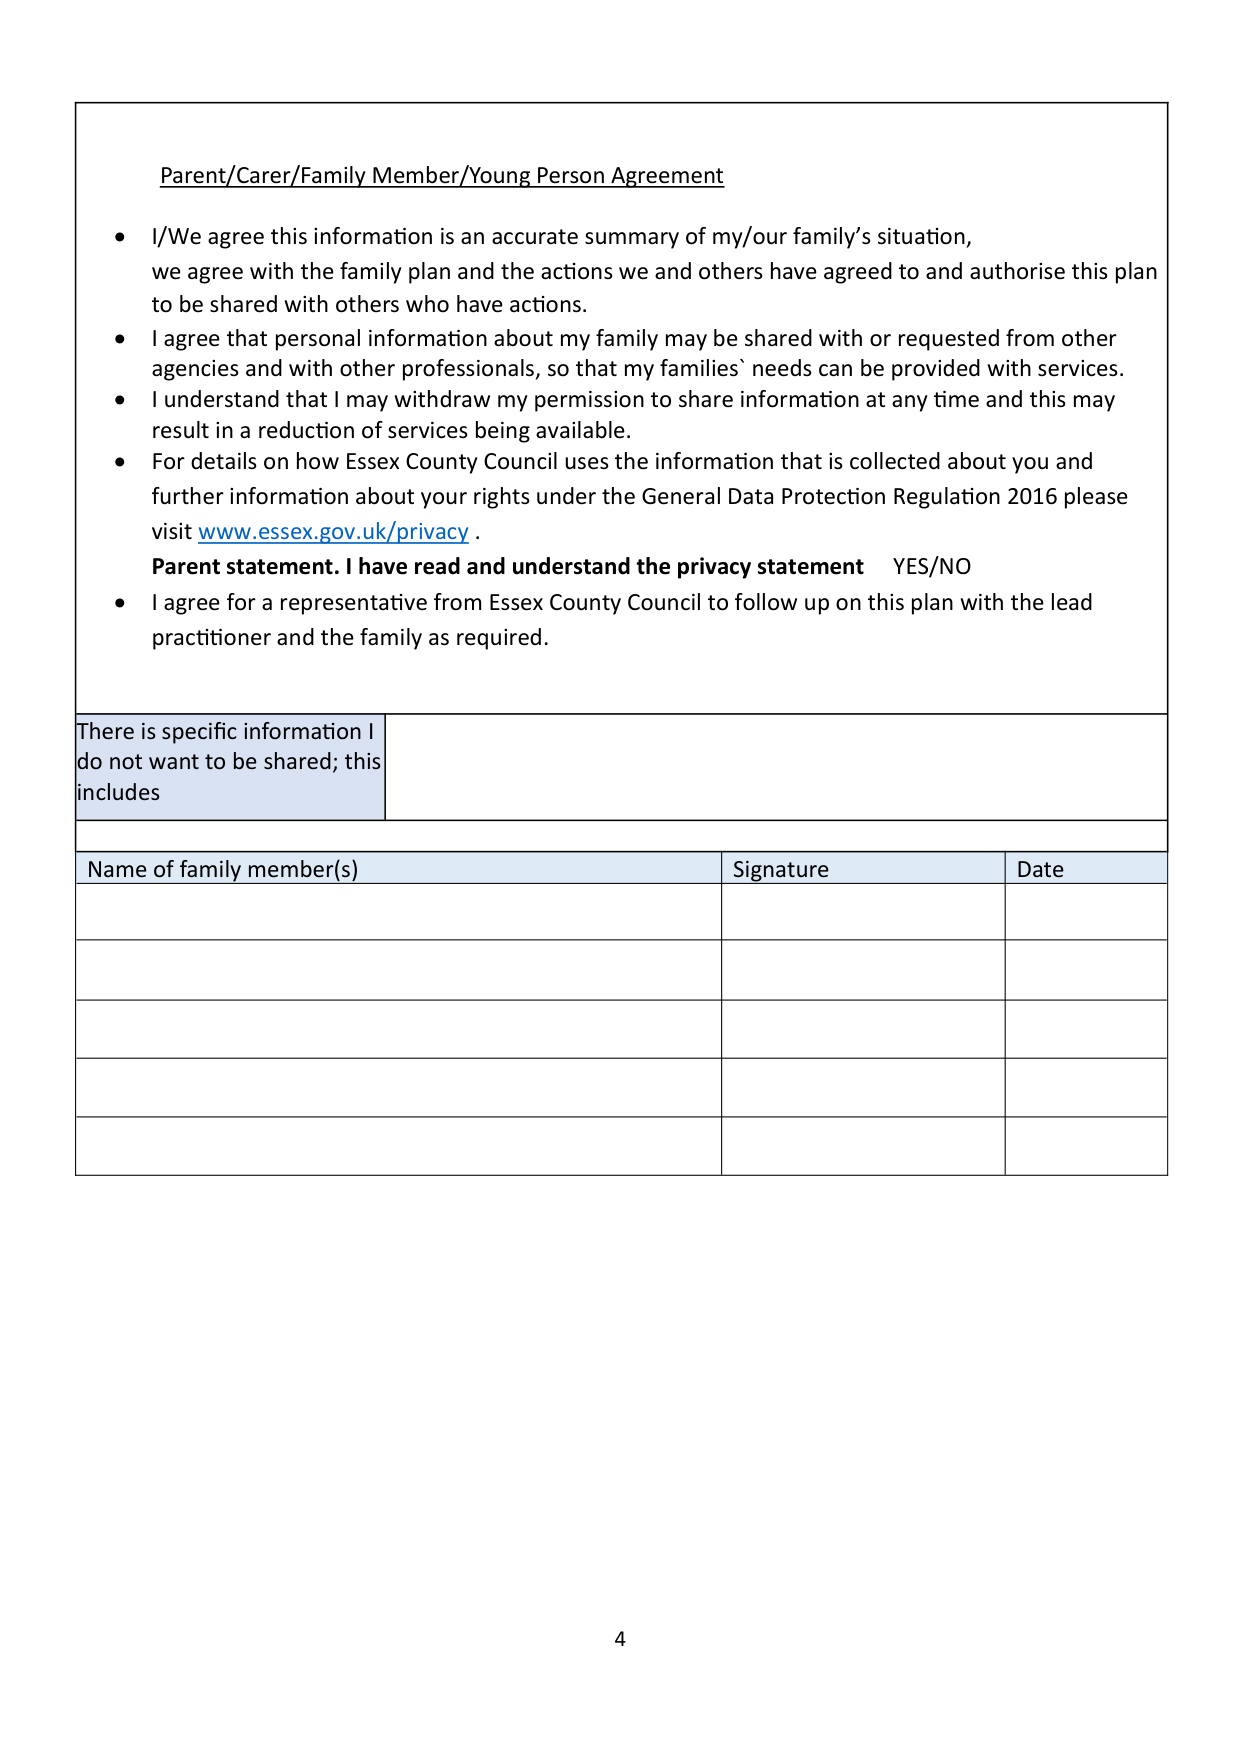 Parent/Carer/Family Member/Young Person Agreement
• I/We agree this information is an accurate summary of my/our family’s situation,
we agree with the family plan and the actions we and others have agreed to and authorise this plan
to be shared with others who have actions.
• I agree that personal information about my family may be shared with or requested from other
agencies and with other professionals, so that my families` needs can be provided with services.
• I understand that I may withdraw my permission to share information at any time and this may
result in a reduction of services being available.
• For details on how Essex County Council uses the information that is collected about you and
further information about your rights under the General Data Protection Regulation 2016 please
visit www.essex.gov.uk/privacy .
Parent statement. I have read and understand the privacy statement YES/NO
• I agree for a representative from Essex County Council to follow up on this plan with the lead
practitioner and the family as required.
There is specific information I
do not want to be shared; this
includes
Name of family member(s) Signature Date
4